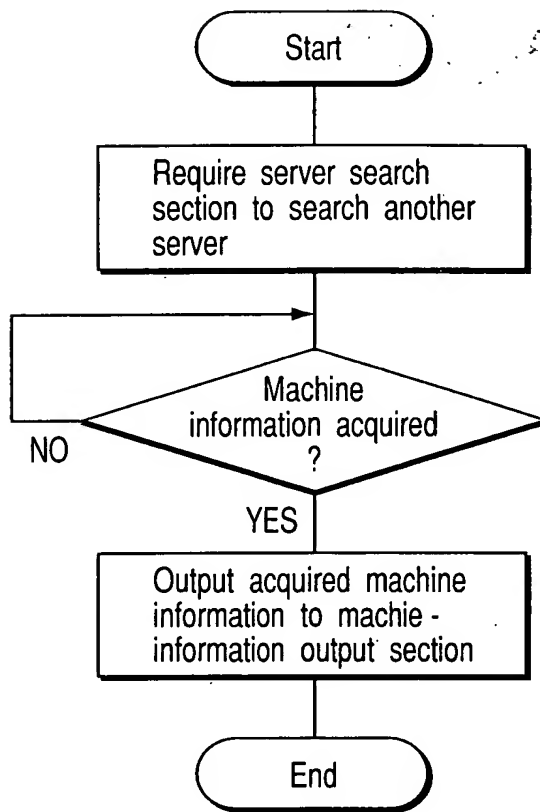 Start
Require server search
section to search another
server
Machine
information acquired
?
NO
YES
Output acquired machine
information to machie -
information output section
End